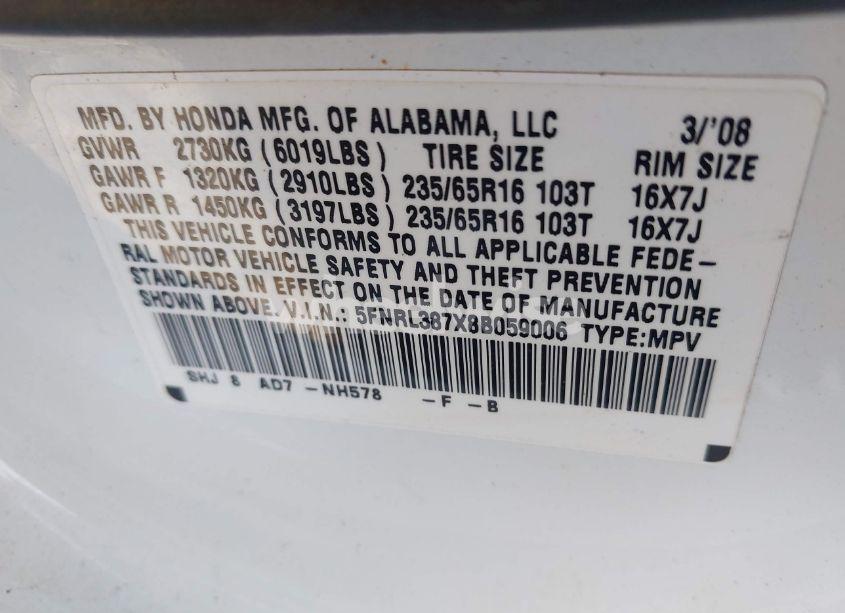 MFD. BY HONDA MFG. OF ALABAMA, LLC 3/'08
GVWR 2730KG (6019LBS) TIRE SIZE RIM SIZE
GAWR F 1320KG (2910LBS) 235/65R16 103T 16X7J
GAWR R 1450KG (3197LBS) 235/65R16 103T 16X7J
THIS VEHICLE CONFORMS TO ALL APPLICABLE FEDE-
RAL MOTOR VEHICLE SAFETY AND THEFT PREVENTION
STANDARDS IN EFFECT ON THE DATE OF MANUFACTURE
SHOWN ABOVE. V.I.N.: 5FNRL387X8B059006 TYPE:MPV
SHJ 8 AD7 -NH578 -F -B